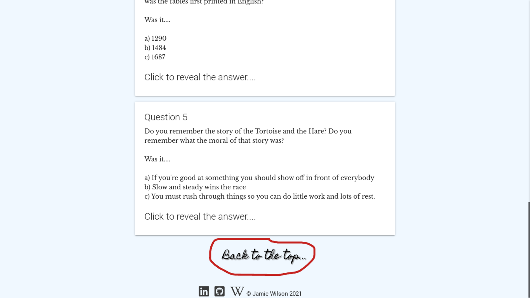 was the fables first printed in English?
Was it...
a) 1290
b) 1484
c) 1687
Click to reveal the answer....
Question 5
Do you remember the story of the Tortoise and the Hare? Do you
remember what the moral of that story was?
Was it...
a) If you're good at something you should show off in front of everybody
b) Slow and steady wins the race
c) You must rush through things so you can do little work and lots of rest.
Click to reveal the answer....
Back to the top...
in W © Jamie Wilson 2021